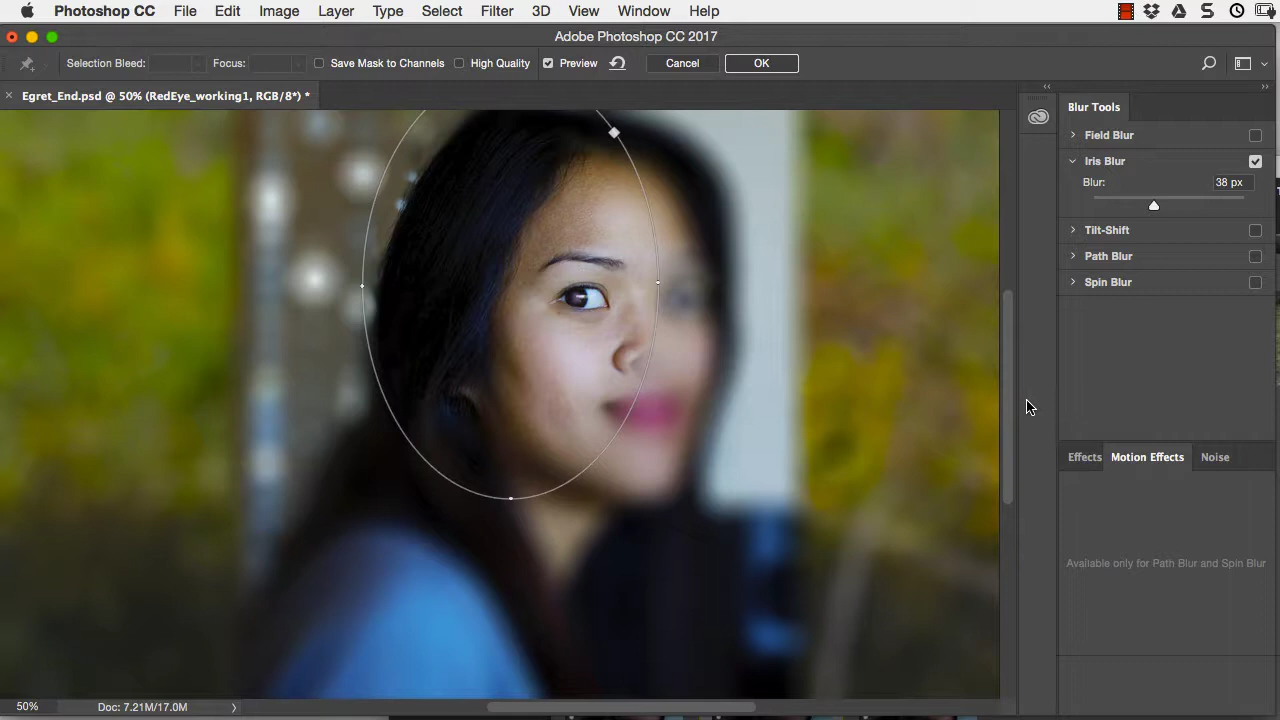 Photoshop CC File Edit Image Layer Type Select Filter 3D View Window Help
Adobe Photoshop CC 2017
Selection Bleed: Focus: Save Mask to Channels High Quality Preview Cancel OK
Egret_End.psd @ 50% (RedEye_working1, RGB/8*) *
Blur Tools
Field Blur
Iris Blur
Blur: 38 px
Tilt-Shift
Path Blur
Spin Blur
Effects Motion Effects Noise
Available only for Path Blur and Spin Blur
50% Doc: 7.21M/17.0M